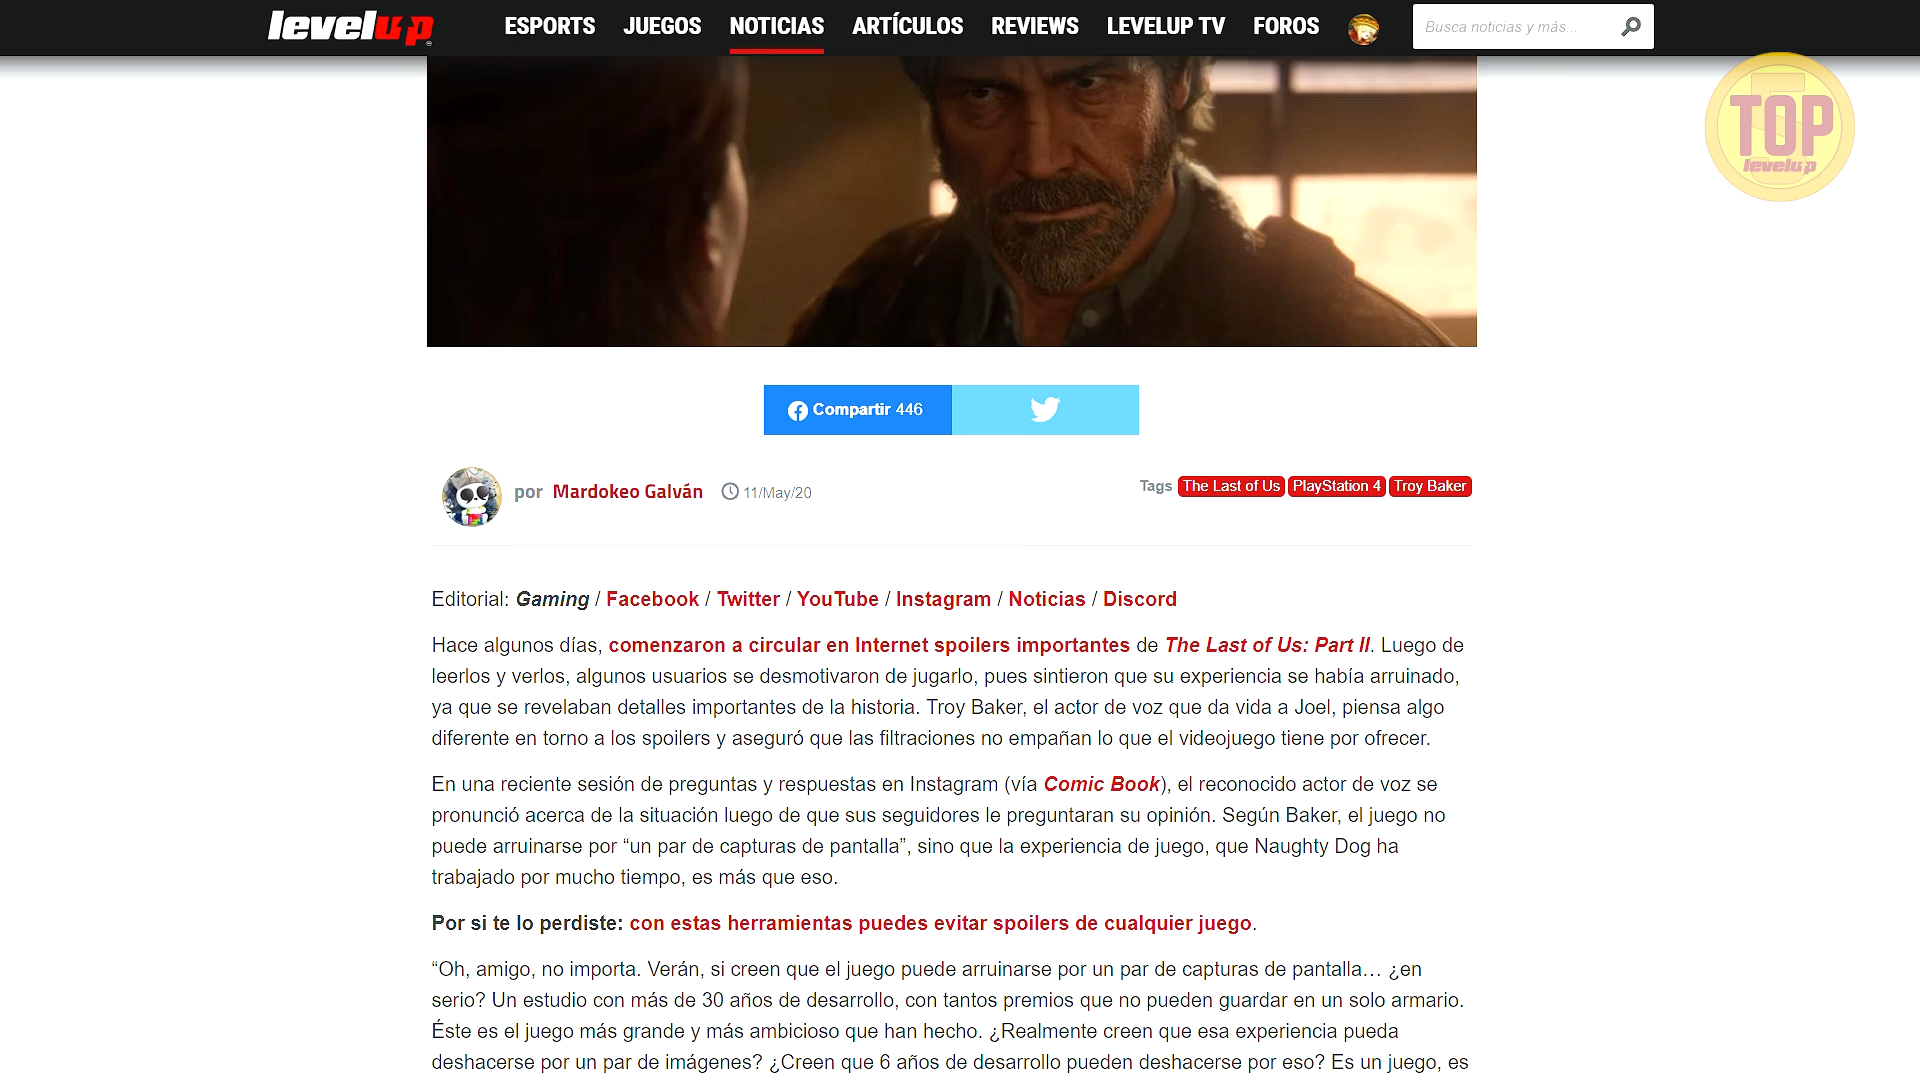 levelup ESPORTS JUEGOS NOTICIAS ARTÍCULOS REVIEWS LEVELUP TV FOROS Busca noticias y más...
TOP
levelup
Compartir 446
por Mardokeo Galván 11/May/20
Tags The Last of Us PlayStation 4 Troy Baker
Editorial: Gaming / Facebook / Twitter / YouTube / Instagram / Noticias / Discord
Hace algunos días, comenzaron a circular en Internet spoilers importantes de The Last of Us: Part II. Luego de
leerlos y verlos, algunos usuarios se desmotivaron de jugarlo, pues sintieron que su experiencia se había arruinado,
ya que se revelaban detalles importantes de la historia. Troy Baker, el actor de voz que da vida a Joel, piensa algo
diferente en torno a los spoilers y aseguró que las filtraciones no empañan lo que el videojuego tiene por ofrecer.
En una reciente sesión de preguntas y respuestas en Instagram (vía Comic Book), el reconocido actor de voz se
pronunció acerca de la situación luego de que sus seguidores le preguntaran su opinión. Según Baker, el juego no
puede arruinarse por “un par de capturas de pantalla”, sino que la experiencia de juego, que Naughty Dog ha
trabajado por mucho tiempo, es más que eso.
Por si te lo perdiste: con estas herramientas puedes evitar spoilers de cualquier juego.
“Oh, amigo, no importa. Verán, si creen que el juego puede arruinarse por un par de capturas de pantalla… ¿en
serio? Un estudio con más de 30 años de desarrollo, con tantos premios que no pueden guardar en un solo armario.
Éste es el juego más grande y más ambicioso que han hecho. ¿Realmente creen que esa experiencia pueda
deshacerse por un par de imágenes? ¿Creen que 6 años de desarrollo pueden deshacerse por eso? Es un juego, es